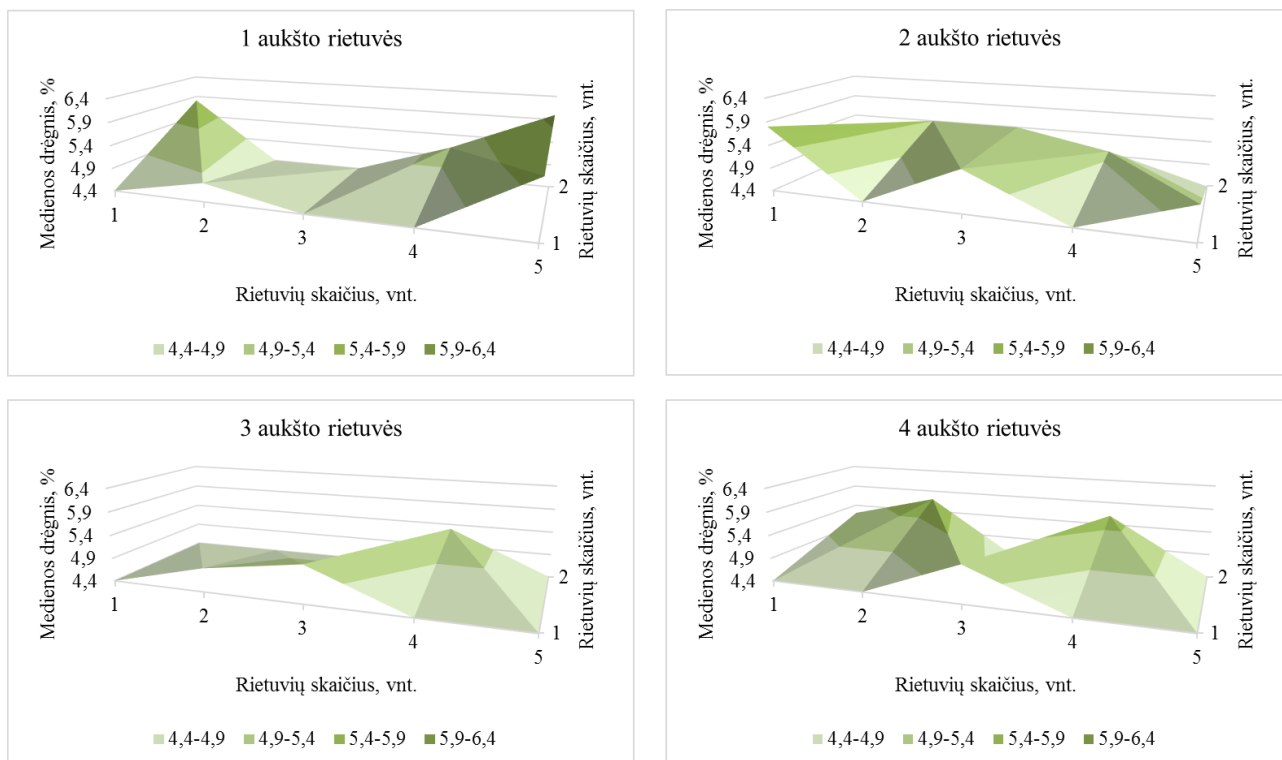 1 aukšto rietuvės
Medienos drėgnis, %
6,4
5,9
5,4
4,9
4,4
1
2
3
4
5
2
1
Rietuvių skaičius, vnt.
Rietuvių skaičius, vnt.
4,4-4,9 4,9-5,4 5,4-5,9 5,9-6,4
2 aukšto rietuvės
Medienos drėgnis, %
6,4
5,9
5,4
4,9
4,4
1
2
3
4
5
2
1
Rietuvių skaičius, vnt.
Rietuvių skaičius, vnt.
4,4-4,9 4,9-5,4 5,4-5,9 5,9-6,4
3 aukšto rietuvės
Medienos drėgnis, %
6,4
5,9
5,4
4,9
4,4
1
2
3
4
5
2
1
Rietuvių skaičius, vnt.
Rietuvių skaičius, vnt.
4,4-4,9 4,9-5,4 5,4-5,9 5,9-6,4
4 aukšto rietuvės
Medienos drėgnis, %
6,4
5,9
5,4
4,9
4,4
1
2
3
4
5
2
1
Rietuvių skaičius, vnt.
Rietuvių skaičius, vnt.
4,4-4,9 4,9-5,4 5,4-5,9 5,9-6,4